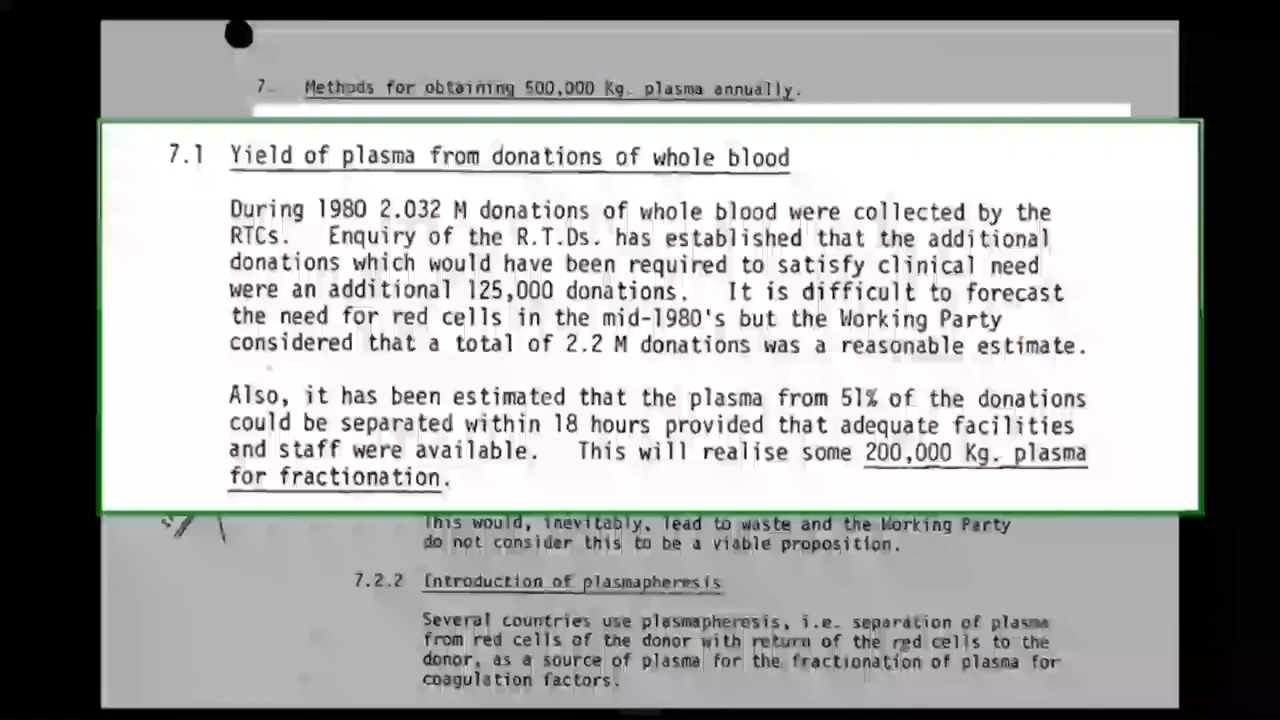 7. Methods for obtaining 500,000 Kg. plasma annually.
7.1 Yield of plasma from donations of whole blood
During 1980 2.032 M donations of whole blood were collected by the
RTCs. Enquiry of the R.T.Ds. has established that the additional
donations which would have been required to satisfy clinical need
were an additional 125,000 donations. It is difficult to forecast
the need for red cells in the mid-1980's but the Working Party
considered that a total of 2.2 M donations was a reasonable estimate.
Also, it has been estimated that the plasma from 51% of the donations
could be separated within 18 hours provided that adequate facilities
and staff were available. This will realise some 200,000 Kg. plasma
for fractionation.
This would, inevitably, lead to waste and the Working Party
do not consider this to be a viable proposition.
7.2.2 Introduction of plasmapheresis
Several countries use plasmapheresis, i.e. separation of plasma
from red cells of the donor with return of the red cells to the
donor, as a source of plasma for the fractionation of plasma for
coagulation factors.